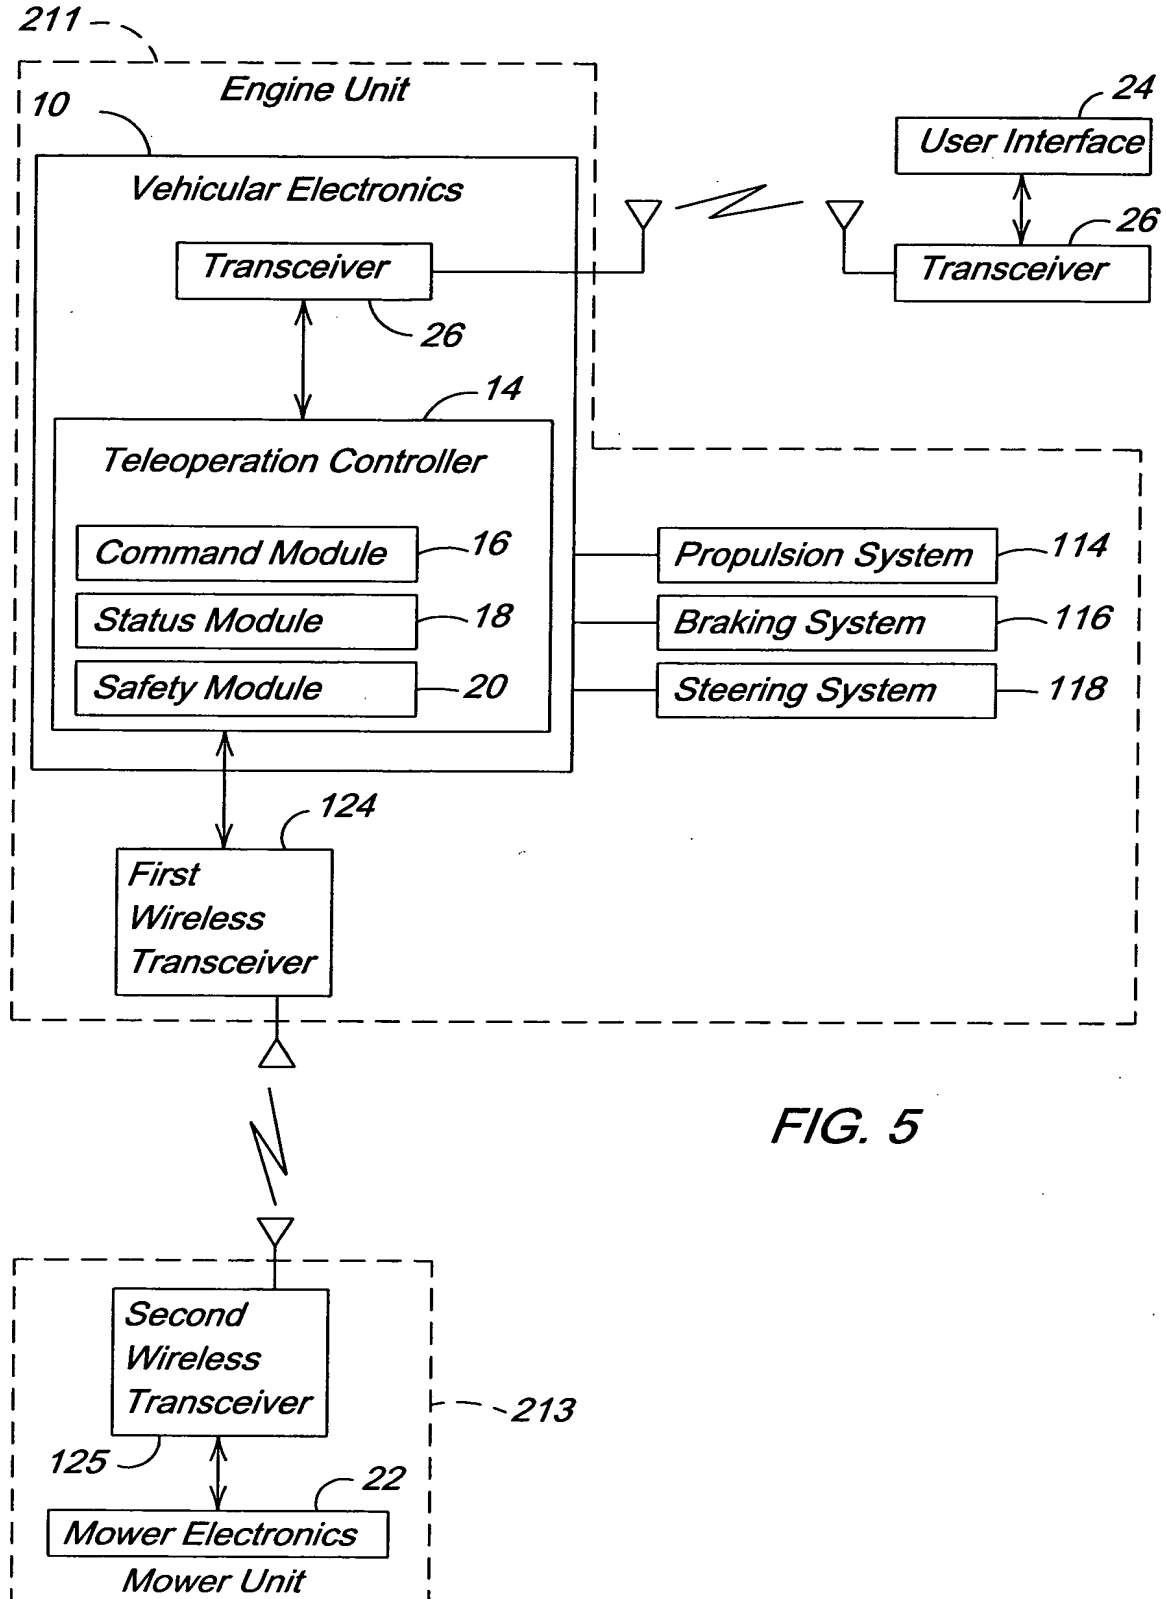 211
Engine Unit
10
24
User Interface
Vehicular Electronics
26
Transceiver
Transceiver
26
14
Teleoperation Controller
Command Module
16
Propulsion System
114
Status Module
18
Braking System
116
Safety Module
20
Steering System
118
124
First
Wireless
Transceiver
FIG. 5
Second
Wireless
Transceiver
213
125
22
Mower Electronics
Mower Unit